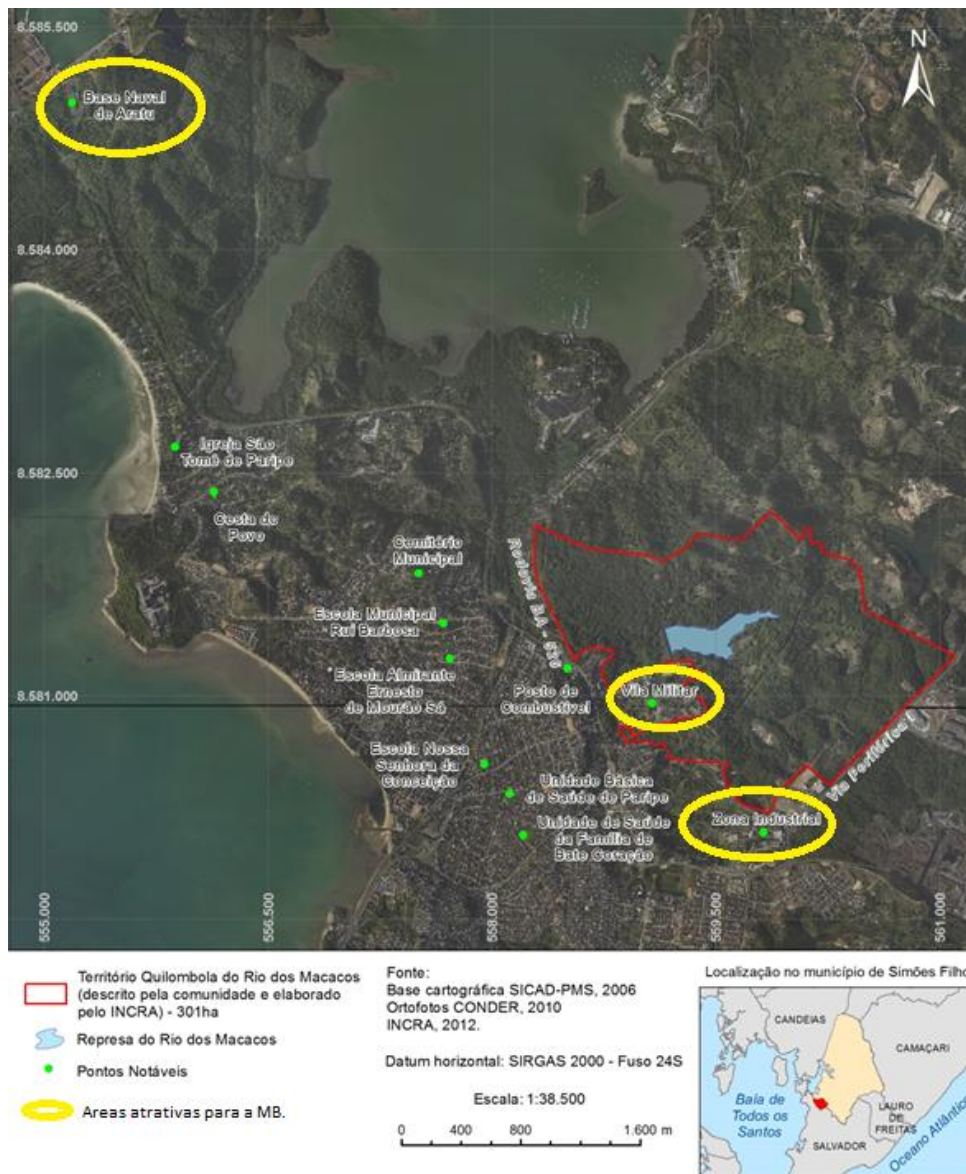 8.585.500
N
Base Naval
de Aratu
8.584.000
Igreja São
Tomé de Paripe
8.582.500
Cesta do
Povo
Cemitério
Municipal
Rodovia BA - 526
Escola Municipal
Rui Barbosa
Escola Almirante
Ernesto
de Mourão Sá
Posto de
Combustível
Vila Militar
8.581.000
Via Periférica I
Escola Nossa
Senhora da
Conceição
Unidade Básica
de Saúde de Paripe
Unidade de Saúde
da Família de
Bate Coração
Zona Industrial
555.000
556.500
558.000
559.500
561.000
Território Quilombola do Rio dos Macacos
(descrito pela comunidade e elaborado
pelo INCRA) - 301ha
Represa do Rio dos Macacos
Pontos Notáveis
Areas atrativas para a MB.
Fonte:
Base cartográfica SICAD-PMS, 2006
Ortofotos CONDER, 2010
INCRA, 2012.
Datum horizontal: SIRGAS 2000 - Fuso 24S
Escala: 1:38.500
0 400 800 1.600 m
Localização no município de Simões Filho
CANDEIAS
CAMAÇARI
Baía de
Todos os
Santos
LAURO
DE
FREITAS
SALVADOR
Oceano Atlântico